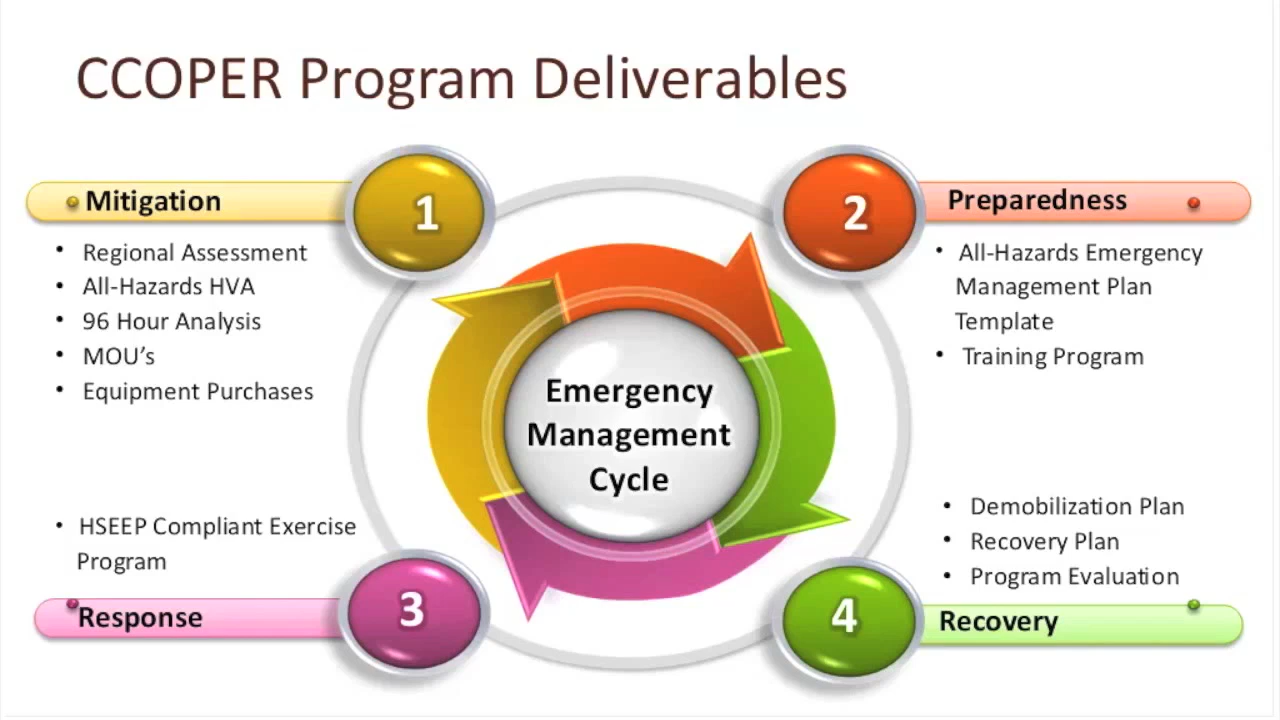 CCOPER Program Deliverables
Mitigation
1
• Regional Assessment
• All-Hazards HVA
• 96 Hour Analysis
• MOU’s
• Equipment Purchases
2
Preparedness
• All-Hazards Emergency
Management Plan
Template
• Training Program
Emergency
Management
Cycle
• HSEEP Compliant Exercise
Program
Response
3
• Demobilization Plan
• Recovery Plan
• Program Evaluation
4
Recovery